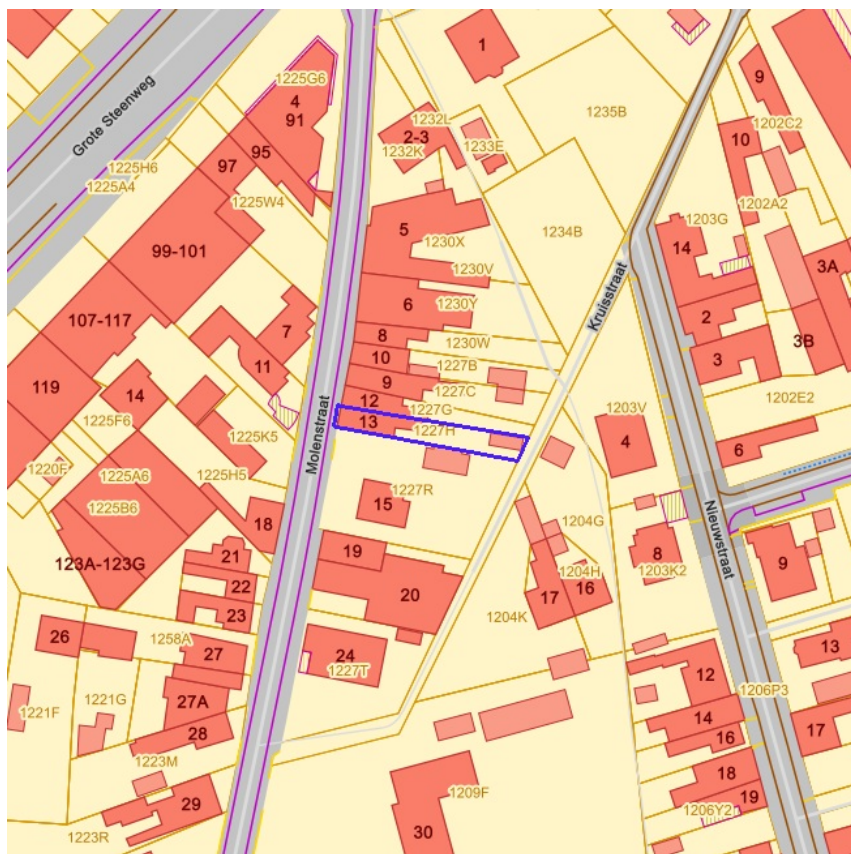 1
9
1225G6
4
91
1235B
1202C2
Grote Steenweg
1232L
2-3
1232K
1233E
10
95
97
1225H6
1225A4
1225W4
1202A2
1203G
5
1234B
14
1230X
99-101
3A
1230V
Kruisstraat
6
1230Y
107-117
2
7
8
1230W
3B
10
1227B
3
11
9
1227C
119
14
12
1227G
1202E2
1203V
13
1227H
1225F6
4
6
1225K5
Molenstraat
1220F
1225A6
1225H5
1227R
15
1225B6
18
1204G
Nieuwstraat
19
21
8
9
123A-123G
1204H
1203K2
22
20
17
16
23
1204K
26
1258A
27
24
13
1227T
12
1221F
1221G
27A
1206P3
14
28
16
17
1223M
18
1209F
29
19
1206Y2
30
1223R